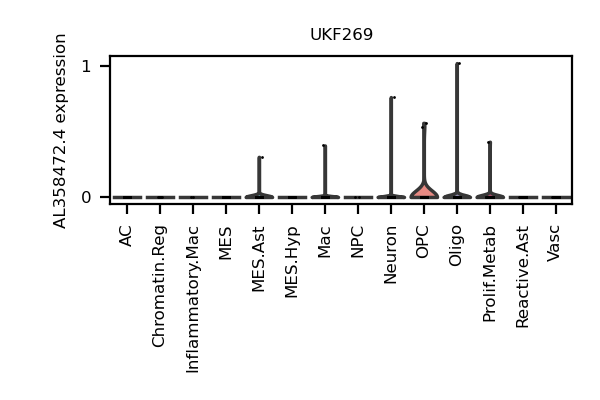 UKF269
AL358472.4 expression
1
0
AC
Chromatin.Reg
Inflammatory.Mac
MES
MES.Ast
MES.Hyp
Mac
NPC
Neuron
OPC
Oligo
Prolif.Metab
Reactive.Ast
Vasc